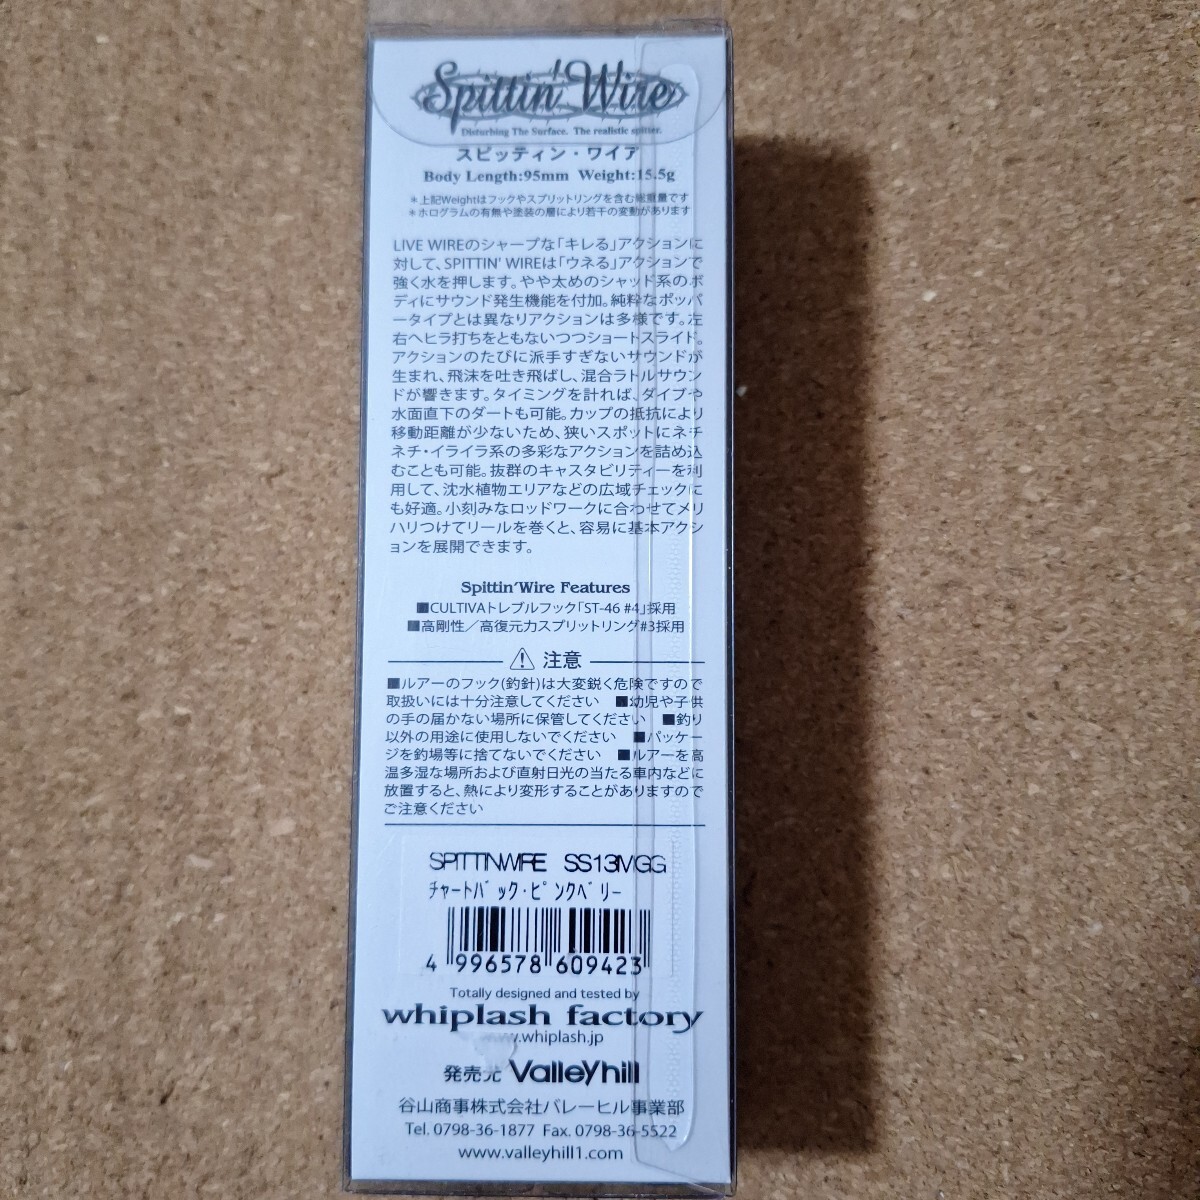 Spittin' Wire
Disturbing The Surface. The realistic spitter.
スピッティン・ワイア
Body Length:95mm Weight:15.5g
＊上記Weightはフックやスプリットリングを含む総重量です
＊ホログラムの有無や塗装の層により若干の変動があります
LIVE WIREのシャープな「キレる」アクションに
対して、SPITTIN' WIREは「ウネる」アクションで
強く水を押します。やや太めのシャッド系のボ
ディにサウンド発生機能を付加。純粋なポッパ
ータイプとは異なりアクションは多様です。左
右へヒラ打ちをともないつつショートスライド。
アクションのたびに派手すぎないサウンドが
生まれ、飛沫を吐き飛ばし、混合ラトルサウン
ドが響きます。タイミングを計れば、ダイブや
水面直下のダートも可能。カップの抵抗により
移動距離が少ないため、狭いスポットにネチ
ネチ・イライラ系の多彩なアクションを詰め込
むことも可能。抜群のキャスタビリティーを利
用して、沈水植物エリアなどの広域チェックに
も好適。小刻みなロッドワークに合わせてメリ
ハリつけてリールを巻くと、容易に基本アクシ
ョンを展開できます。
Spittin'Wire Features
■CULTIVAトレブルフック「ST-46 #4」採用
■高剛性／高復元力スプリットリング#3採用
注意
■ルアーのフック(釣針)は大変鋭く危険ですので
取扱いには十分注意してください ■幼児や子供
の手の届かない場所に保管してください ■釣り
以外の用途に使用しないでください ■パッケー
ジを釣場等に捨てないでください ■ルアーを高
温多湿な場所および直射日光の当たる車内などに
放置すると、熱により変形することがありますので
ご注意ください
SPITTINWIRE SS13MGG
チャートバック・ピンクベリー
4 996578 609423
Totally designed and tested by
whiplash factory
www.whiplash.jp
発売元 Valleyhill
谷山商事株式会社バレーヒル事業部
Tel. 0798-36-1877 Fax. 0798-36-5522
www.valleyhill1.com